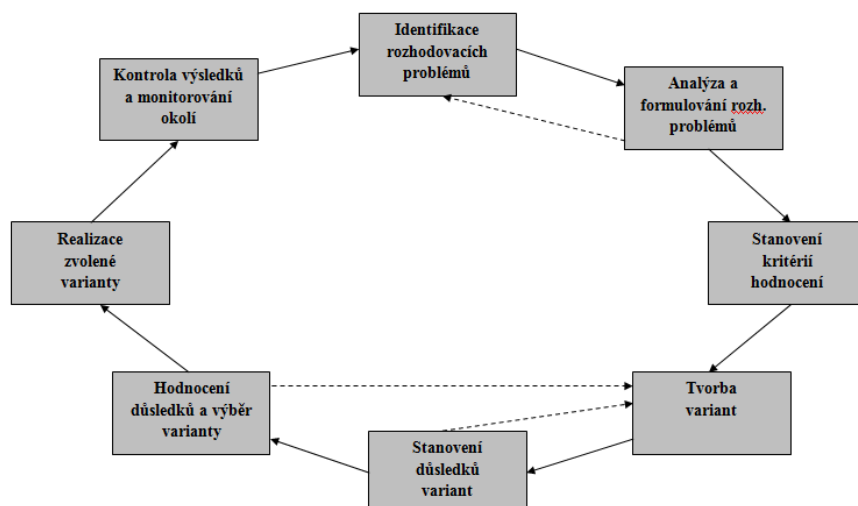 Identifikace
rozhodovacích
problémů
Analýza a
formulování rozh.
problémů
Stanovení
kritérií
hodnocení
Tvorba
variant
Stanovení
důsledků
variant
Hodnocení
důsledků a výběr
varianty
Realizace
zvolené
varianty
Kontrola výsledků
a monitorování
okolí